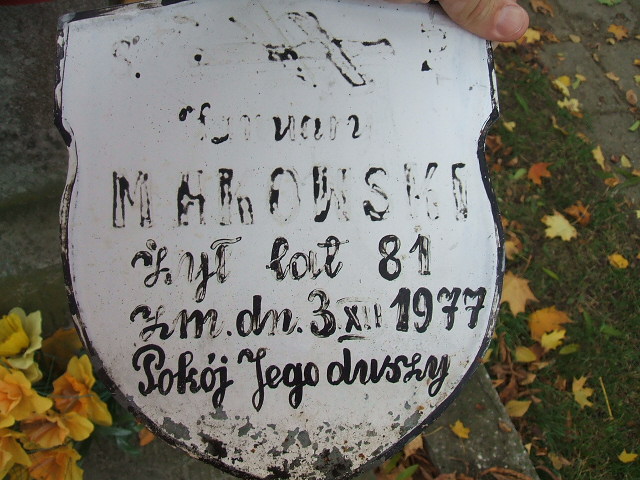 MAKOWSKI
Żył lat 81
Zm. dn. 3 XII 1977
Pokój Jego duszy